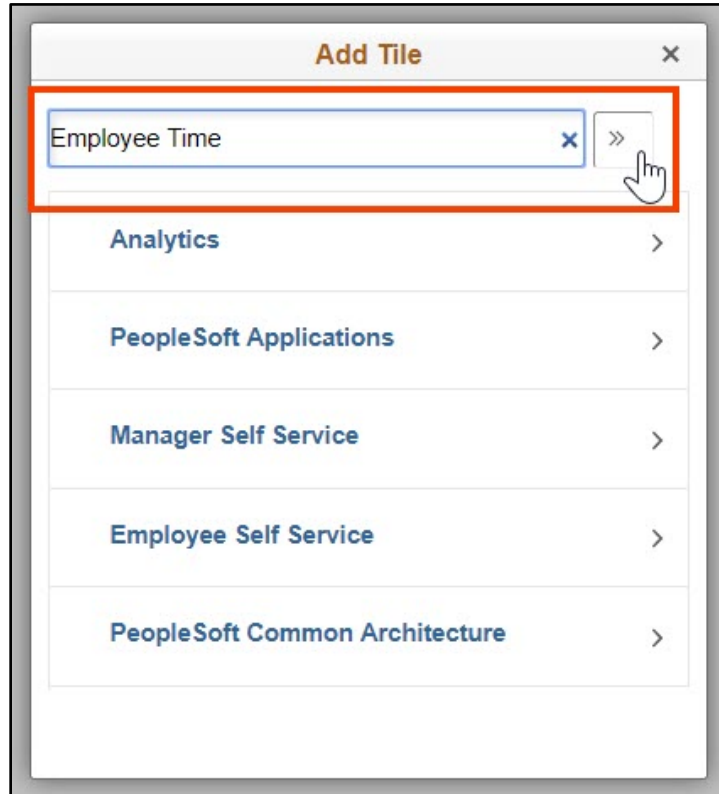 Add Tile
Employee Time
Analytics
PeopleSoft Applications
Manager Self Service
Employee Self Service
PeopleSoft Common Architecture